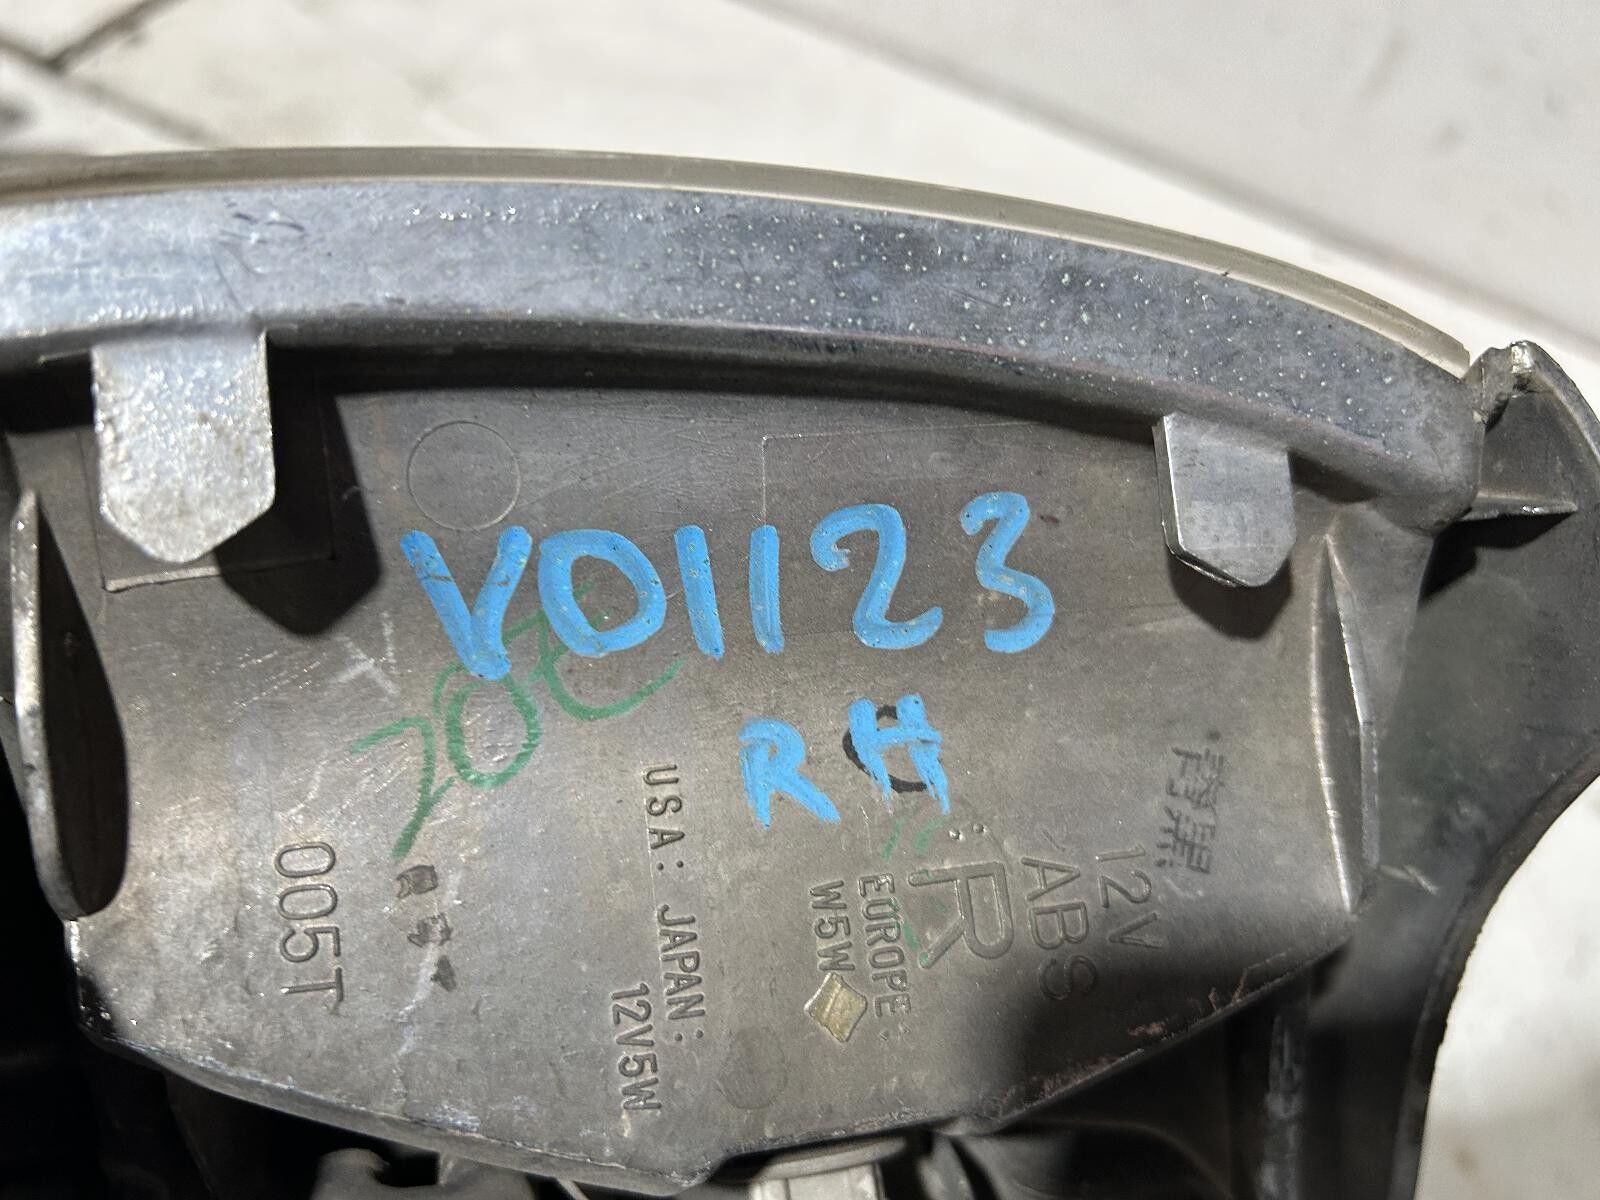 VO1123
RH
USA: JAPAN:
12V5W
EUROPE:
W5W
R
12V
ABS
005T